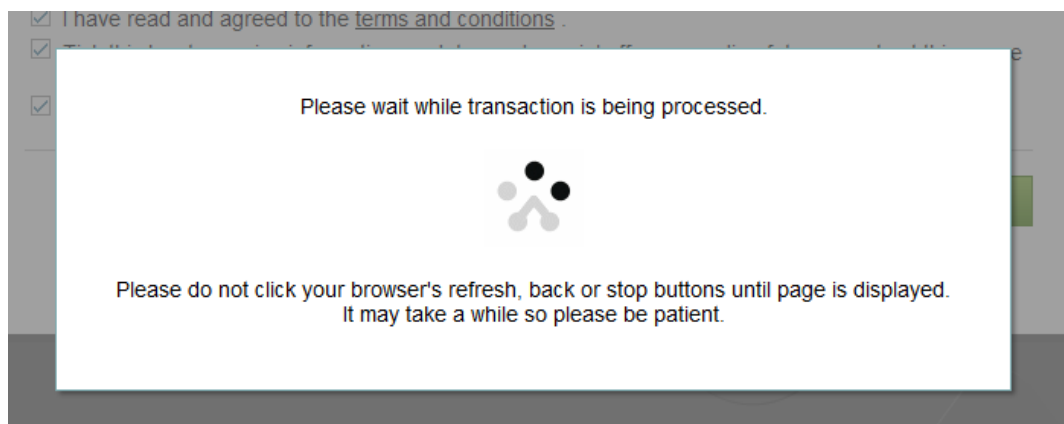 I have read and agreed to the terms and conditions .
e
Please wait while transaction is being processed.
Please do not click your browser's refresh, back or stop buttons until page is displayed.
It may take a while so please be patient.